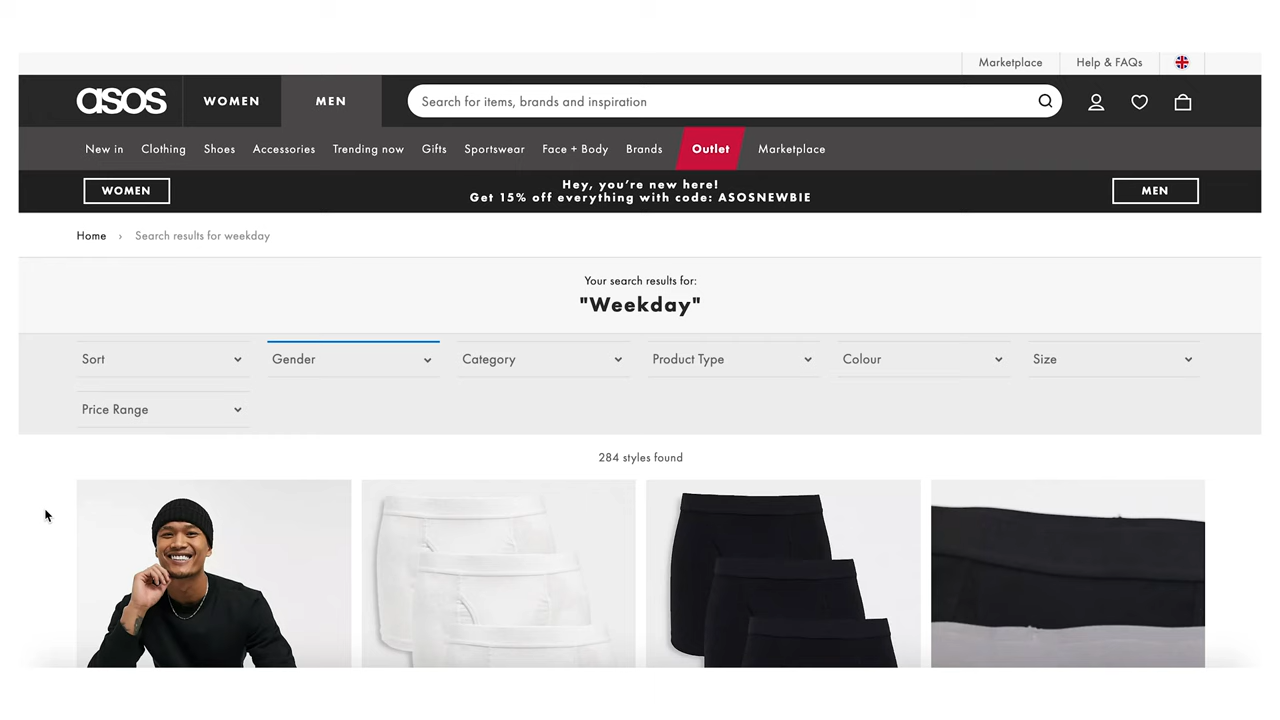 Marketplace
Help & FAQs
asos
WOMEN
MEN
Search for items, brands and inspiration
New in
Clothing
Shoes
Accessories
Trending now
Gifts
Sportswear
Face + Body
Brands
Outlet
Marketplace
WOMEN
Hey, you're new here!
Get 15% off everything with code: ASOSNEWBIE
MEN
Home › Search results for weekday
Your search results for:
"Weekday"
Sort
Gender
Category
Product Type
Colour
Size
Price Range
284 styles found